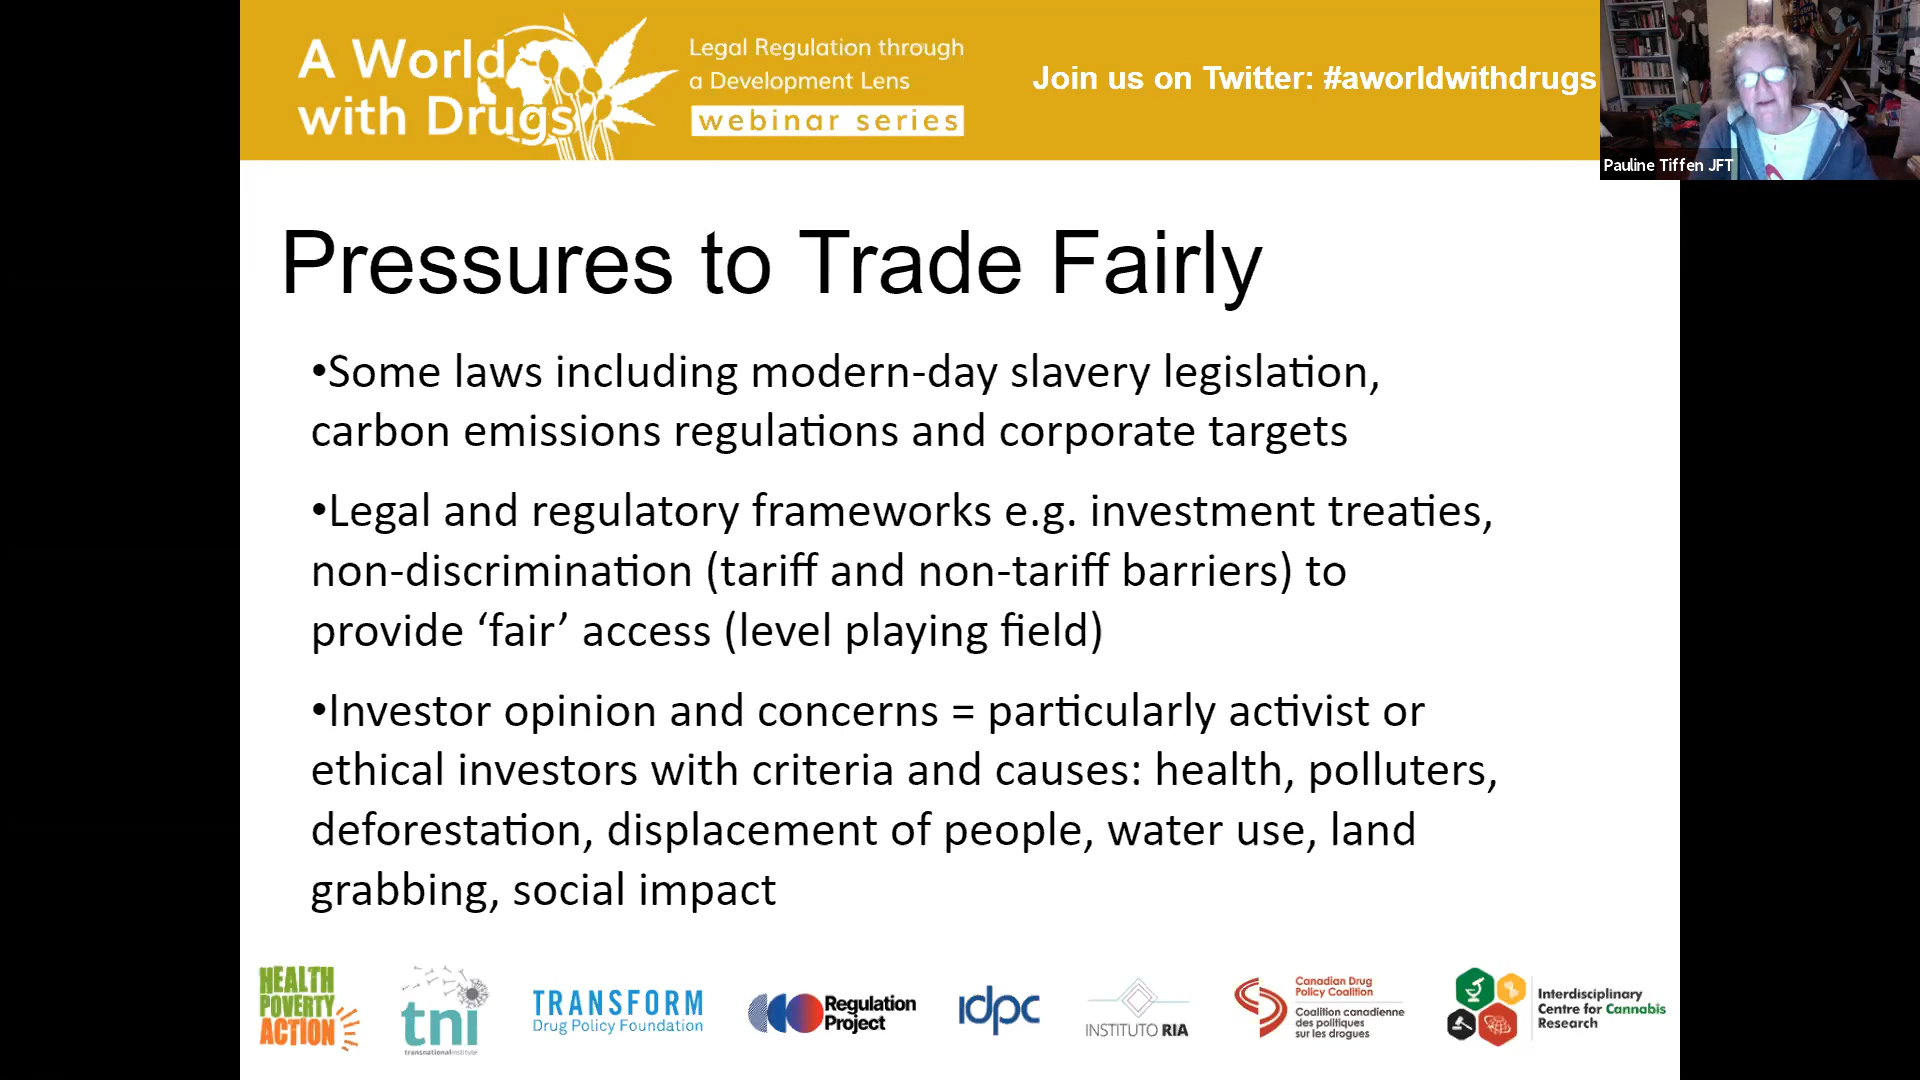 A World
with Drugs
Legal Regulation through
a Development Lens
webinar series
Join us on Twitter: #aworldwithdrugs
Pauline Tiffen JFT
Pressures to Trade Fairly
•Some laws including modern-day slavery legislation,
carbon emissions regulations and corporate targets
•Legal and regulatory frameworks e.g. investment treaties,
non-discrimination (tariff and non-tariff barriers) to
provide ‘fair’ access (level playing field)
•Investor opinion and concerns = particularly activist or
ethical investors with criteria and causes: health, polluters,
deforestation, displacement of people, water use, land
grabbing, social impact
HEALTH
POVERTY
ACTION
tni
transnationalinstitute
TRANSFORM
Drug Policy Foundation
Regulation
Project
idpc
INSTITUTO RIA
Canadian Drug
Policy Coalition
Coalition canadienne
des politiques
sur les drogues
Interdisciplinary
Centre for Cannabis
Research